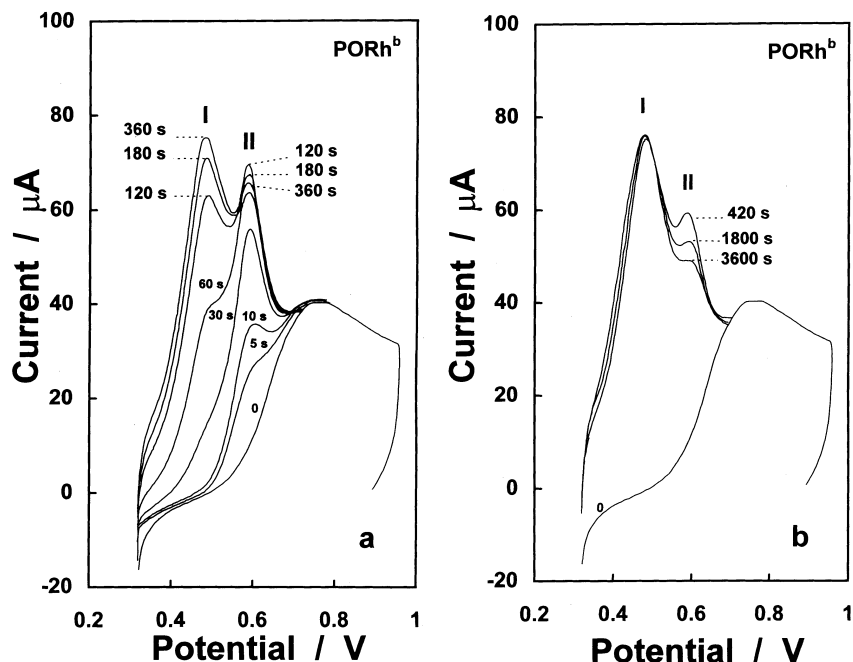 100
80
60
40
20
0
-20
Current / μA
PORhᵇ
I
II
360 s
180 s
120 s
120 s
180 s
360 s
60 s
30 s
10 s
5 s
0
a
0.2
0.4
0.6
0.8
1
Potential / V
100
80
60
40
20
0
-20
Current / μA
PORhᵇ
I
II
420 s
1800 s
3600 s
0
b
0.2
0.4
0.6
0.8
1
Potential / V